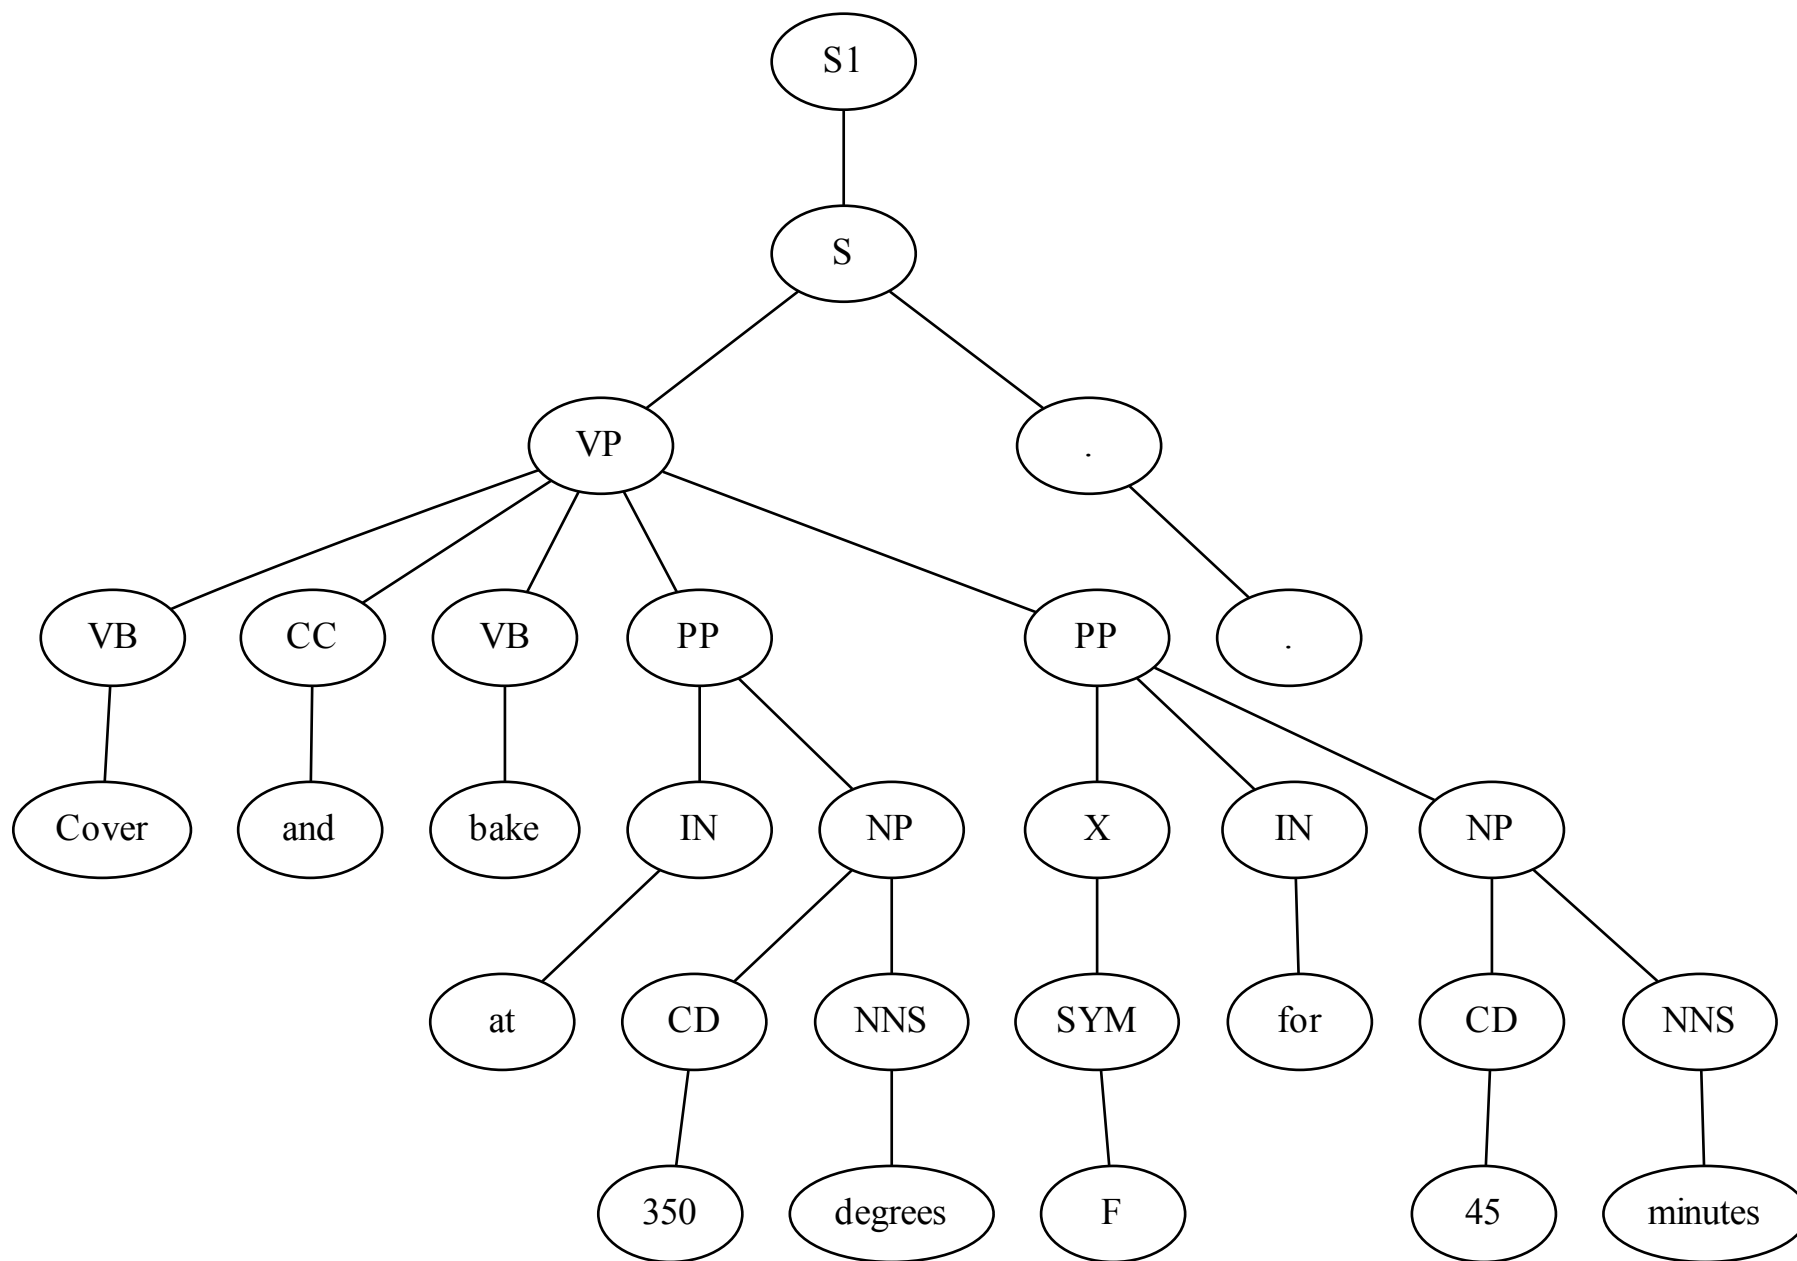 S1
S
VP .
VB CC VB PP PP .
Cover and bake IN NP X IN NP
at CD NNS SYM for CD NNS
350 degrees F 45 minutes